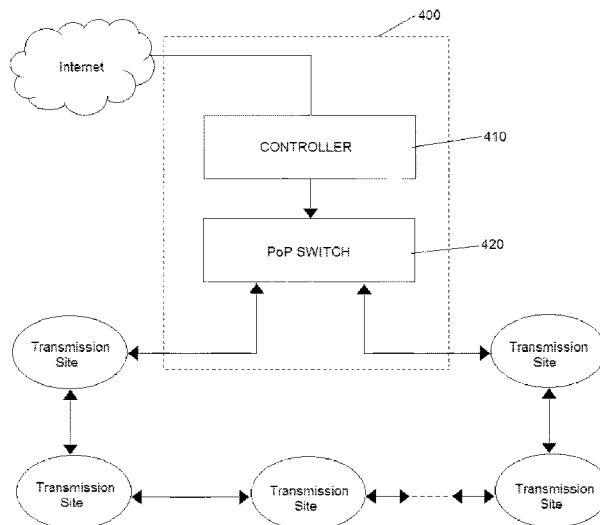 400
Internet
CONTROLLER
410
PoP SWITCH
420
Transmission
Site
Transmission
Site
Transmission
Site
Transmission
Site
Transmission
Site